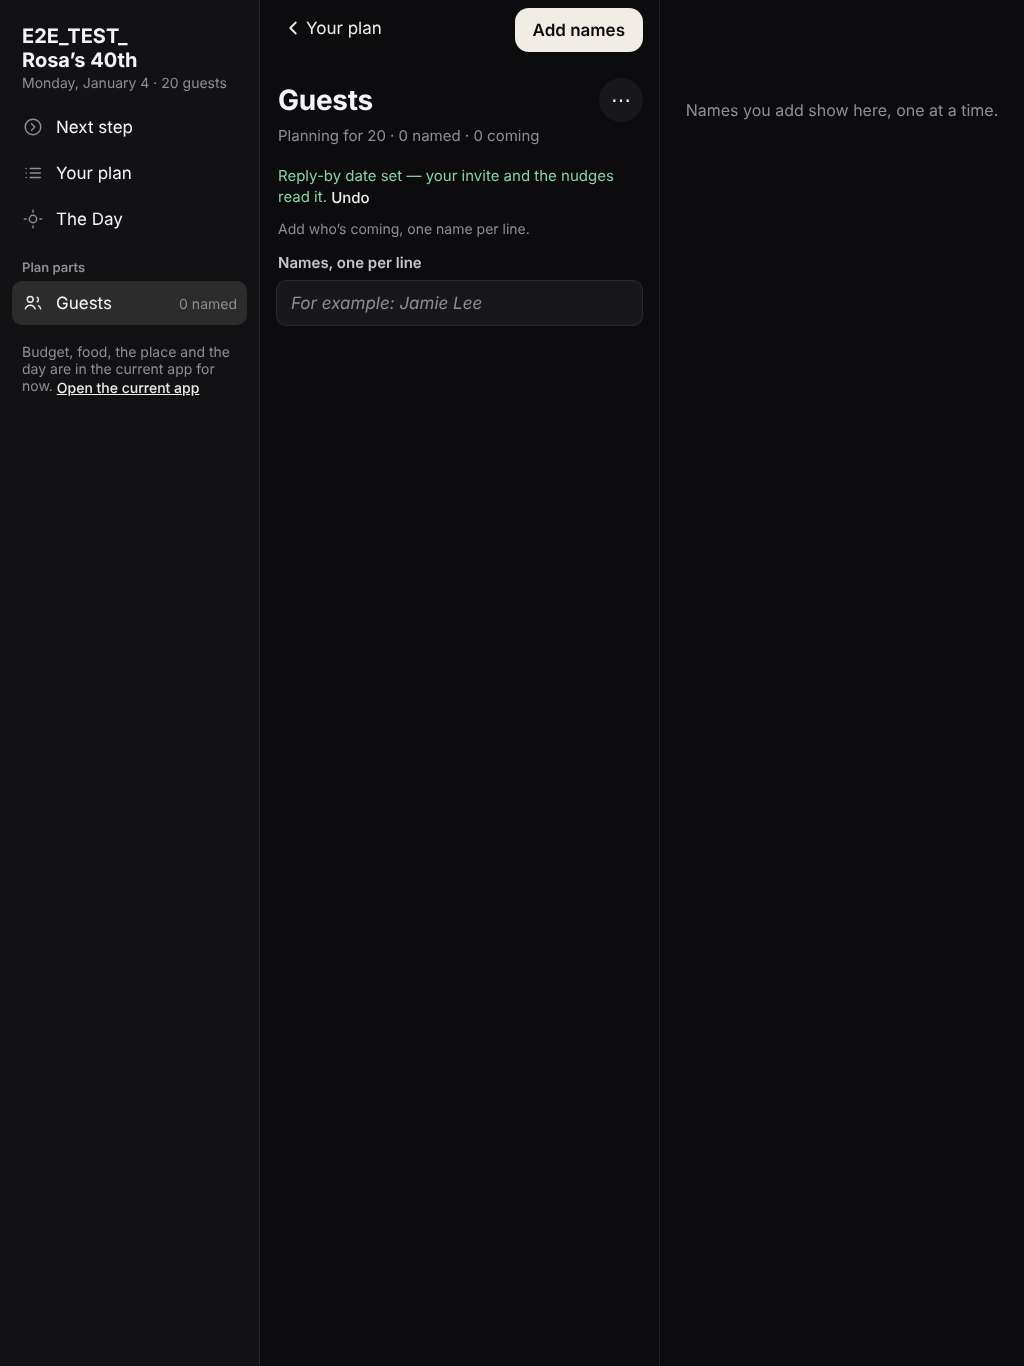 E2E_TEST_
Rosa’s 40th
Monday, January 4 · 20 guests
Next step
Your plan
The Day
Plan parts
Guests 0 named
Budget, food, the place and the
day are in the current app for
now. Open the current app
Your plan
Add names
Guests
Planning for 20 · 0 named · 0 coming
Reply-by date set — your invite and the nudges
read it. Undo
Add who’s coming, one name per line.
Names, one per line
For example: Jamie Lee
Names you add show here, one at a time.